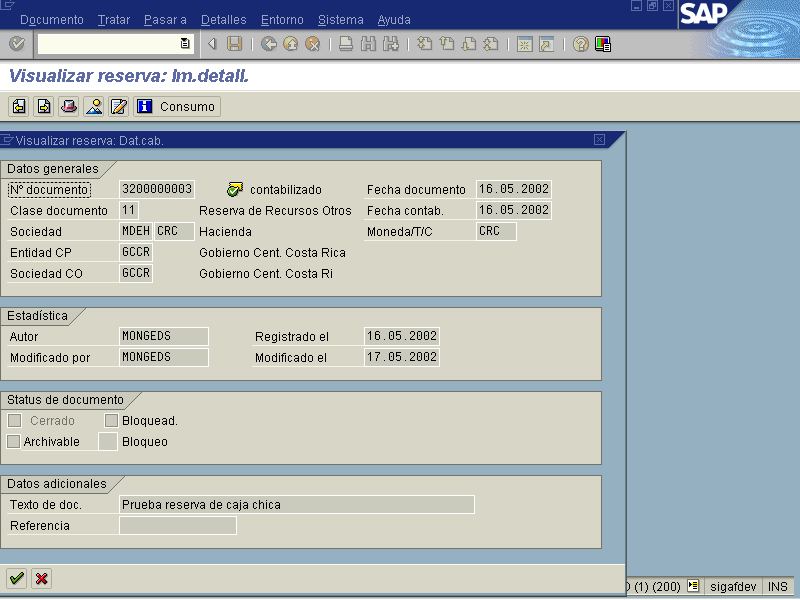 Documento Tratar Pasar a Detalles Entorno Sistema Ayuda
SAP
Visualizar reserva: Im.detall.
Consumo
Visualizar reserva: Dat.cab.
Datos generales
Nº documento 3200000003 contabilizado Fecha documento 16.05.2002
Clase documento 11 Reserva de Recursos Otros Fecha contab. 16.05.2002
Sociedad MDEH CRC Hacienda Moneda/T/C CRC
Entidad CP GCCR Gobierno Cent. Costa Rica
Sociedad CO GCCR Gobierno Cent. Costa Ri
Estadística
Autor MONGEDS Registrado el 16.05.2002
Modificado por MONGEDS Modificado el 17.05.2002
Status de documento
Cerrado Bloquead.
Archivable Bloqueo
Datos adicionales
Texto de doc. Prueba reserva de caja chica
Referencia
(1) (200) sigafdev INS